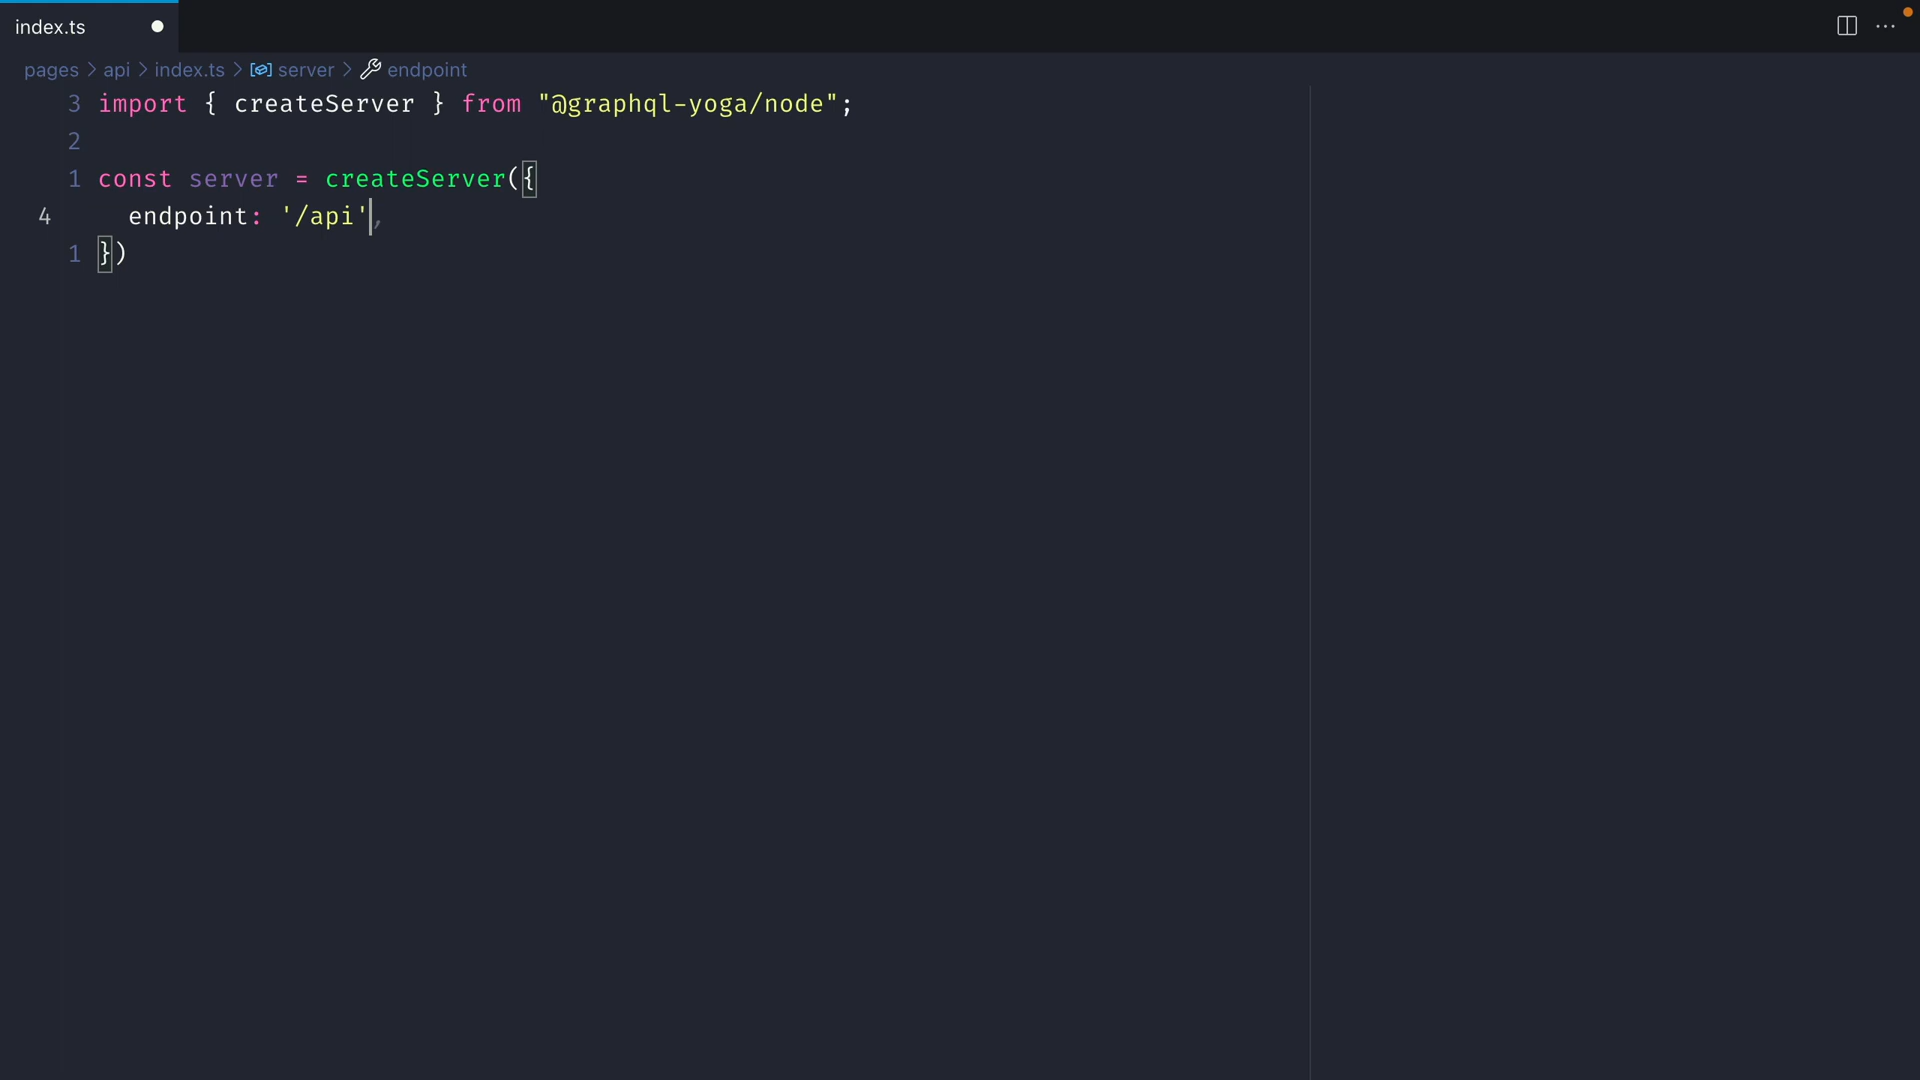 index.ts
pages > api > index.ts > server > endpoint
3 import { createServer } from "@graphql-yoga/node";
2
1 const server = createServer({
4 endpoint: '/api',
1 })